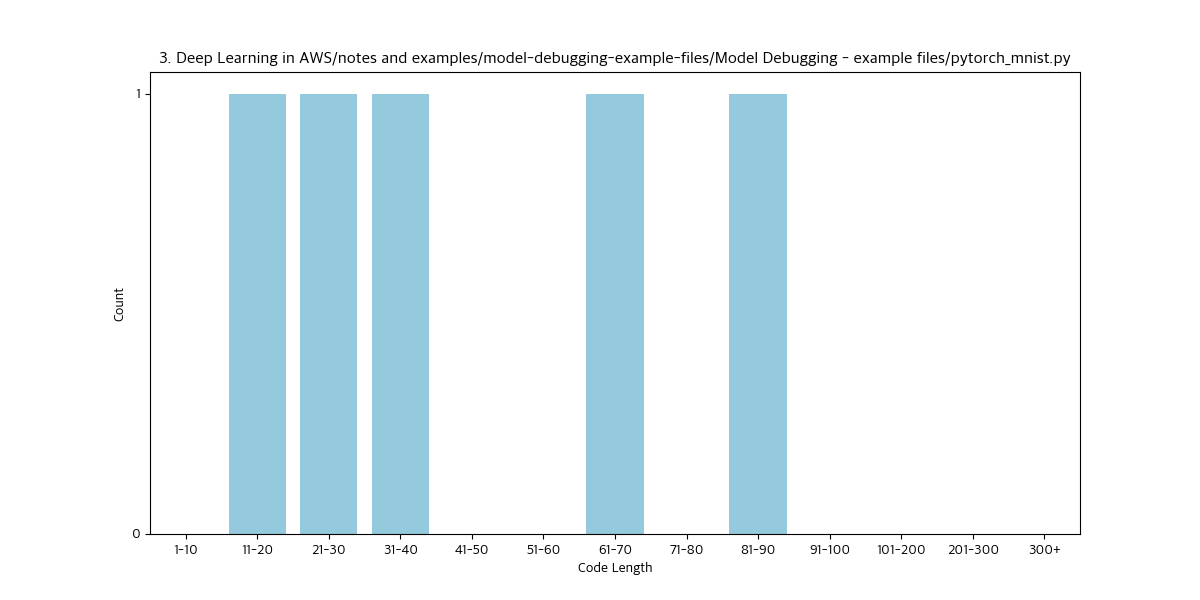 3. Deep Learning in AWS/notes and examples/model-debugging-example-files/Model Debugging - example files/pytorch_mnist.py
1
0
Count
1-10 11-20 21-30 31-40 41-50 51-60 61-70 71-80 81-90 91-100 101-200 201-300 300+
Code Length